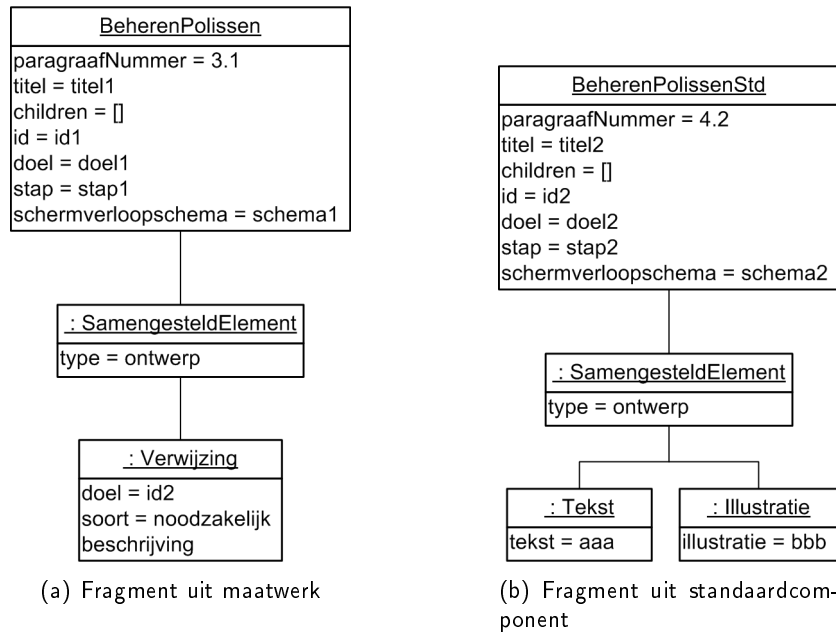 BeherenPolissen
paragraafNummer = 3.1
titel = titel1
children = []
id = id1
doel = doel1
stap = stap1
schermverloopschema = schema1
: SamengesteldElement
type = ontwerp
: Verwijzing
doel = id2
soort = noodzakelijk
beschrijving
(a) Fragment uit maatwerk
BeherenPolissenStd
paragraafNummer = 4.2
titel = titel2
children = []
id = id2
doel = doel2
stap = stap2
schermverloopschema = schema2
: SamengesteldElement
type = ontwerp
: Tekst
tekst = aaa
: Illustratie
illustratie = bbb
(b) Fragment uit standaardcom-
ponent